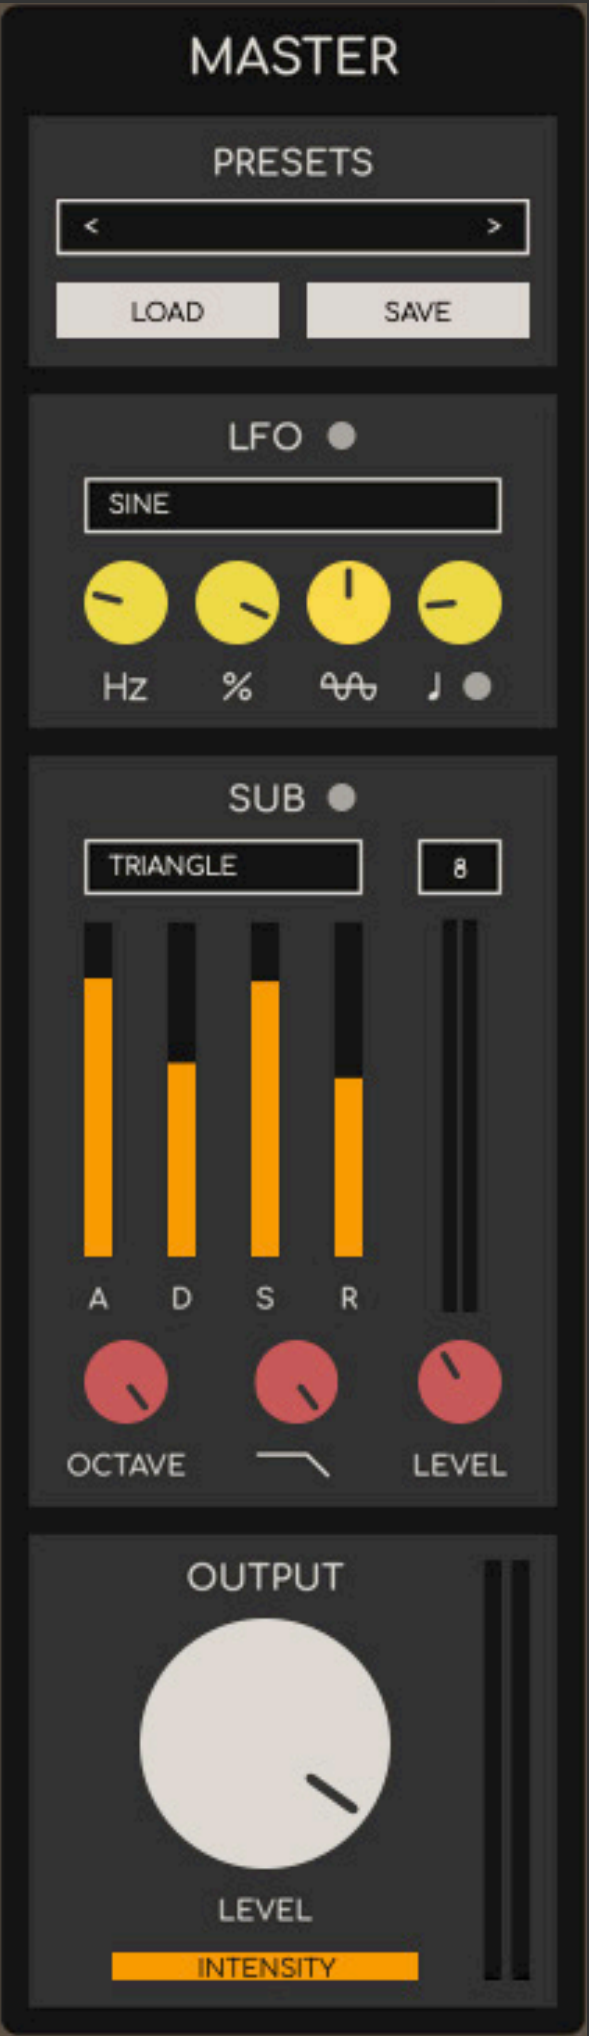 MASTER
PRESETS
< >
LOAD SAVE
LFO
SINE
Hz % ♩
SUB
TRIANGLE 8
A D S R
OCTAVE LEVEL
OUTPUT
LEVEL
INTENSITY